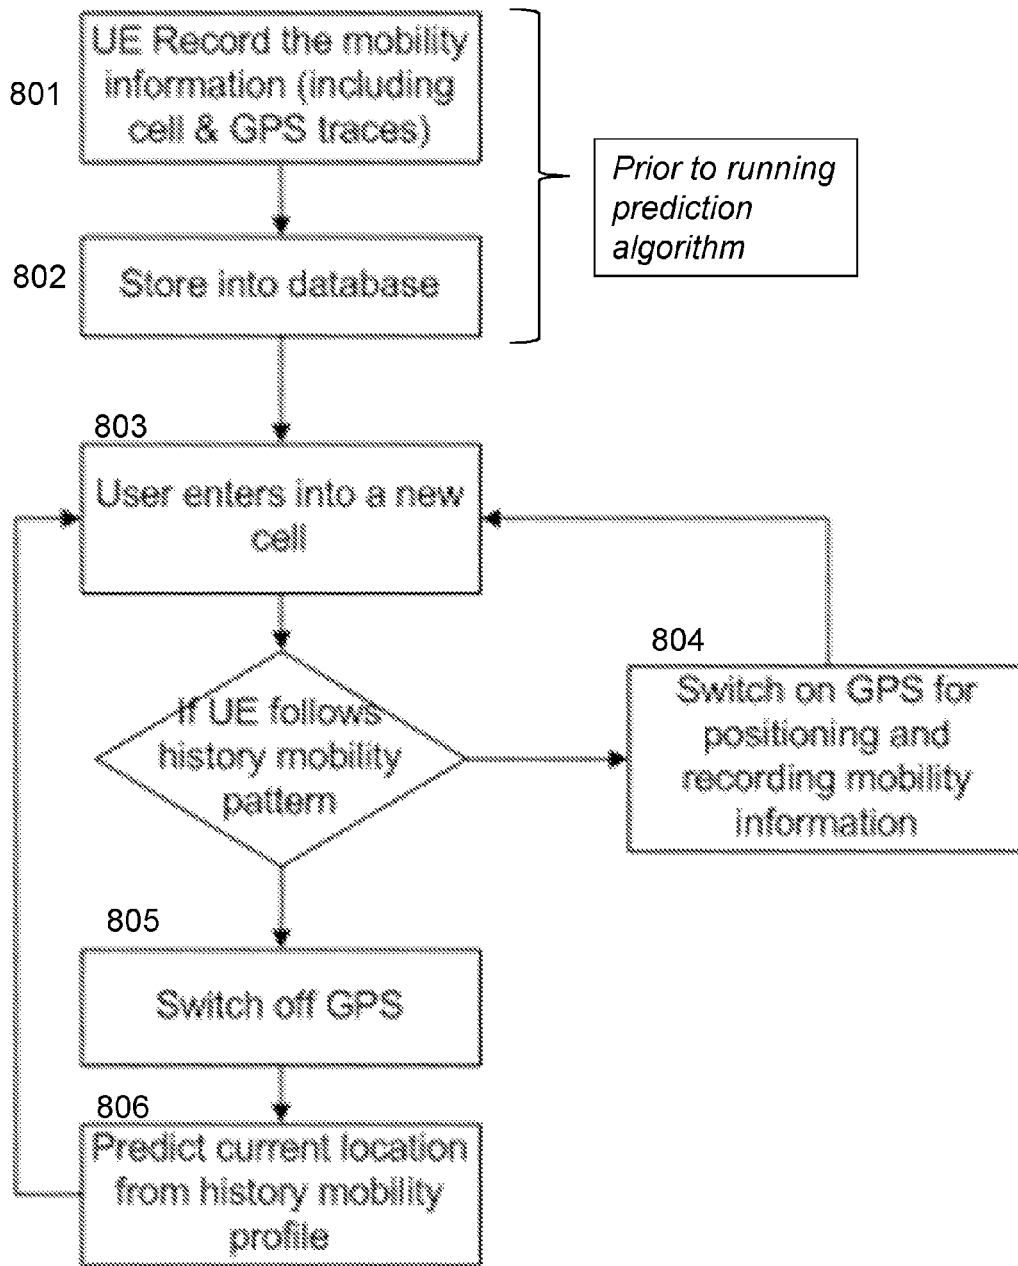 801
UE Record the mobility
information (including
cell & GPS traces)
Prior to running
prediction
algorithm
802
Store into database
803
User enters into a new
cell
If UE follows
history mobility
pattern
804
Switch on GPS for
positioning and
recording mobility
information
805
Switch off GPS
806
Predict current location
from history mobility
profile